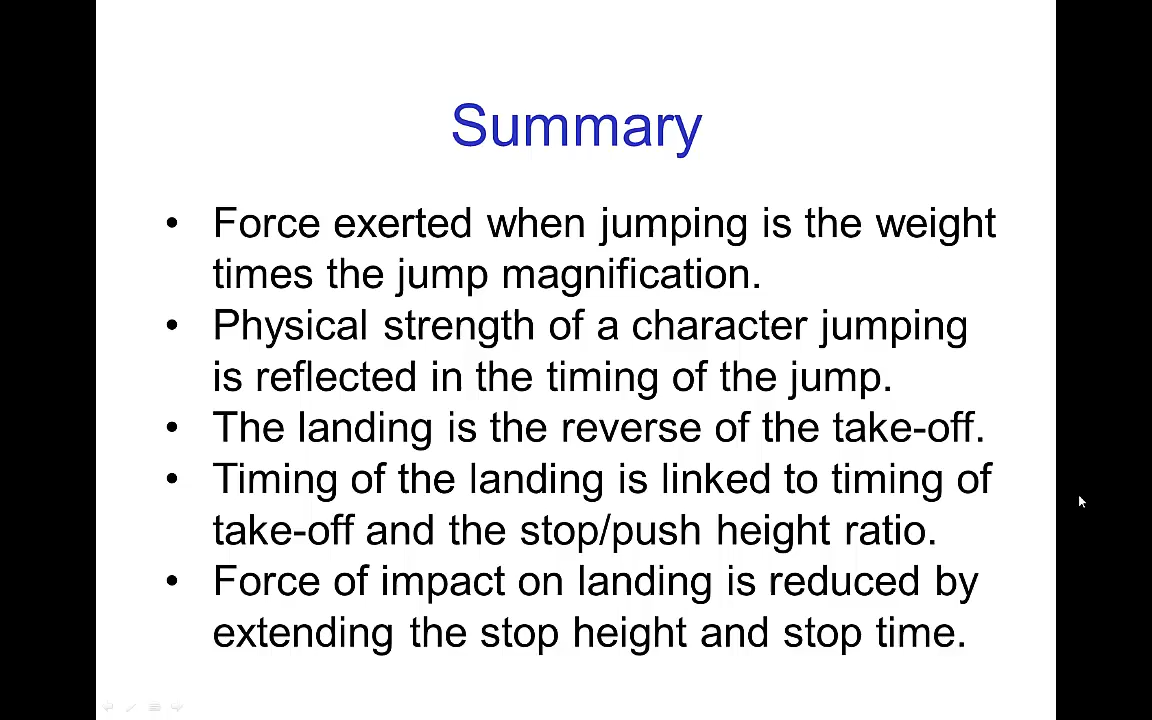 Summary
• Force exerted when jumping is the weight
times the jump magnification.
• Physical strength of a character jumping
is reflected in the timing of the jump.
• The landing is the reverse of the take-off.
• Timing of the landing is linked to timing of
take-off and the stop/push height ratio.
• Force of impact on landing is reduced by
extending the stop height and stop time.